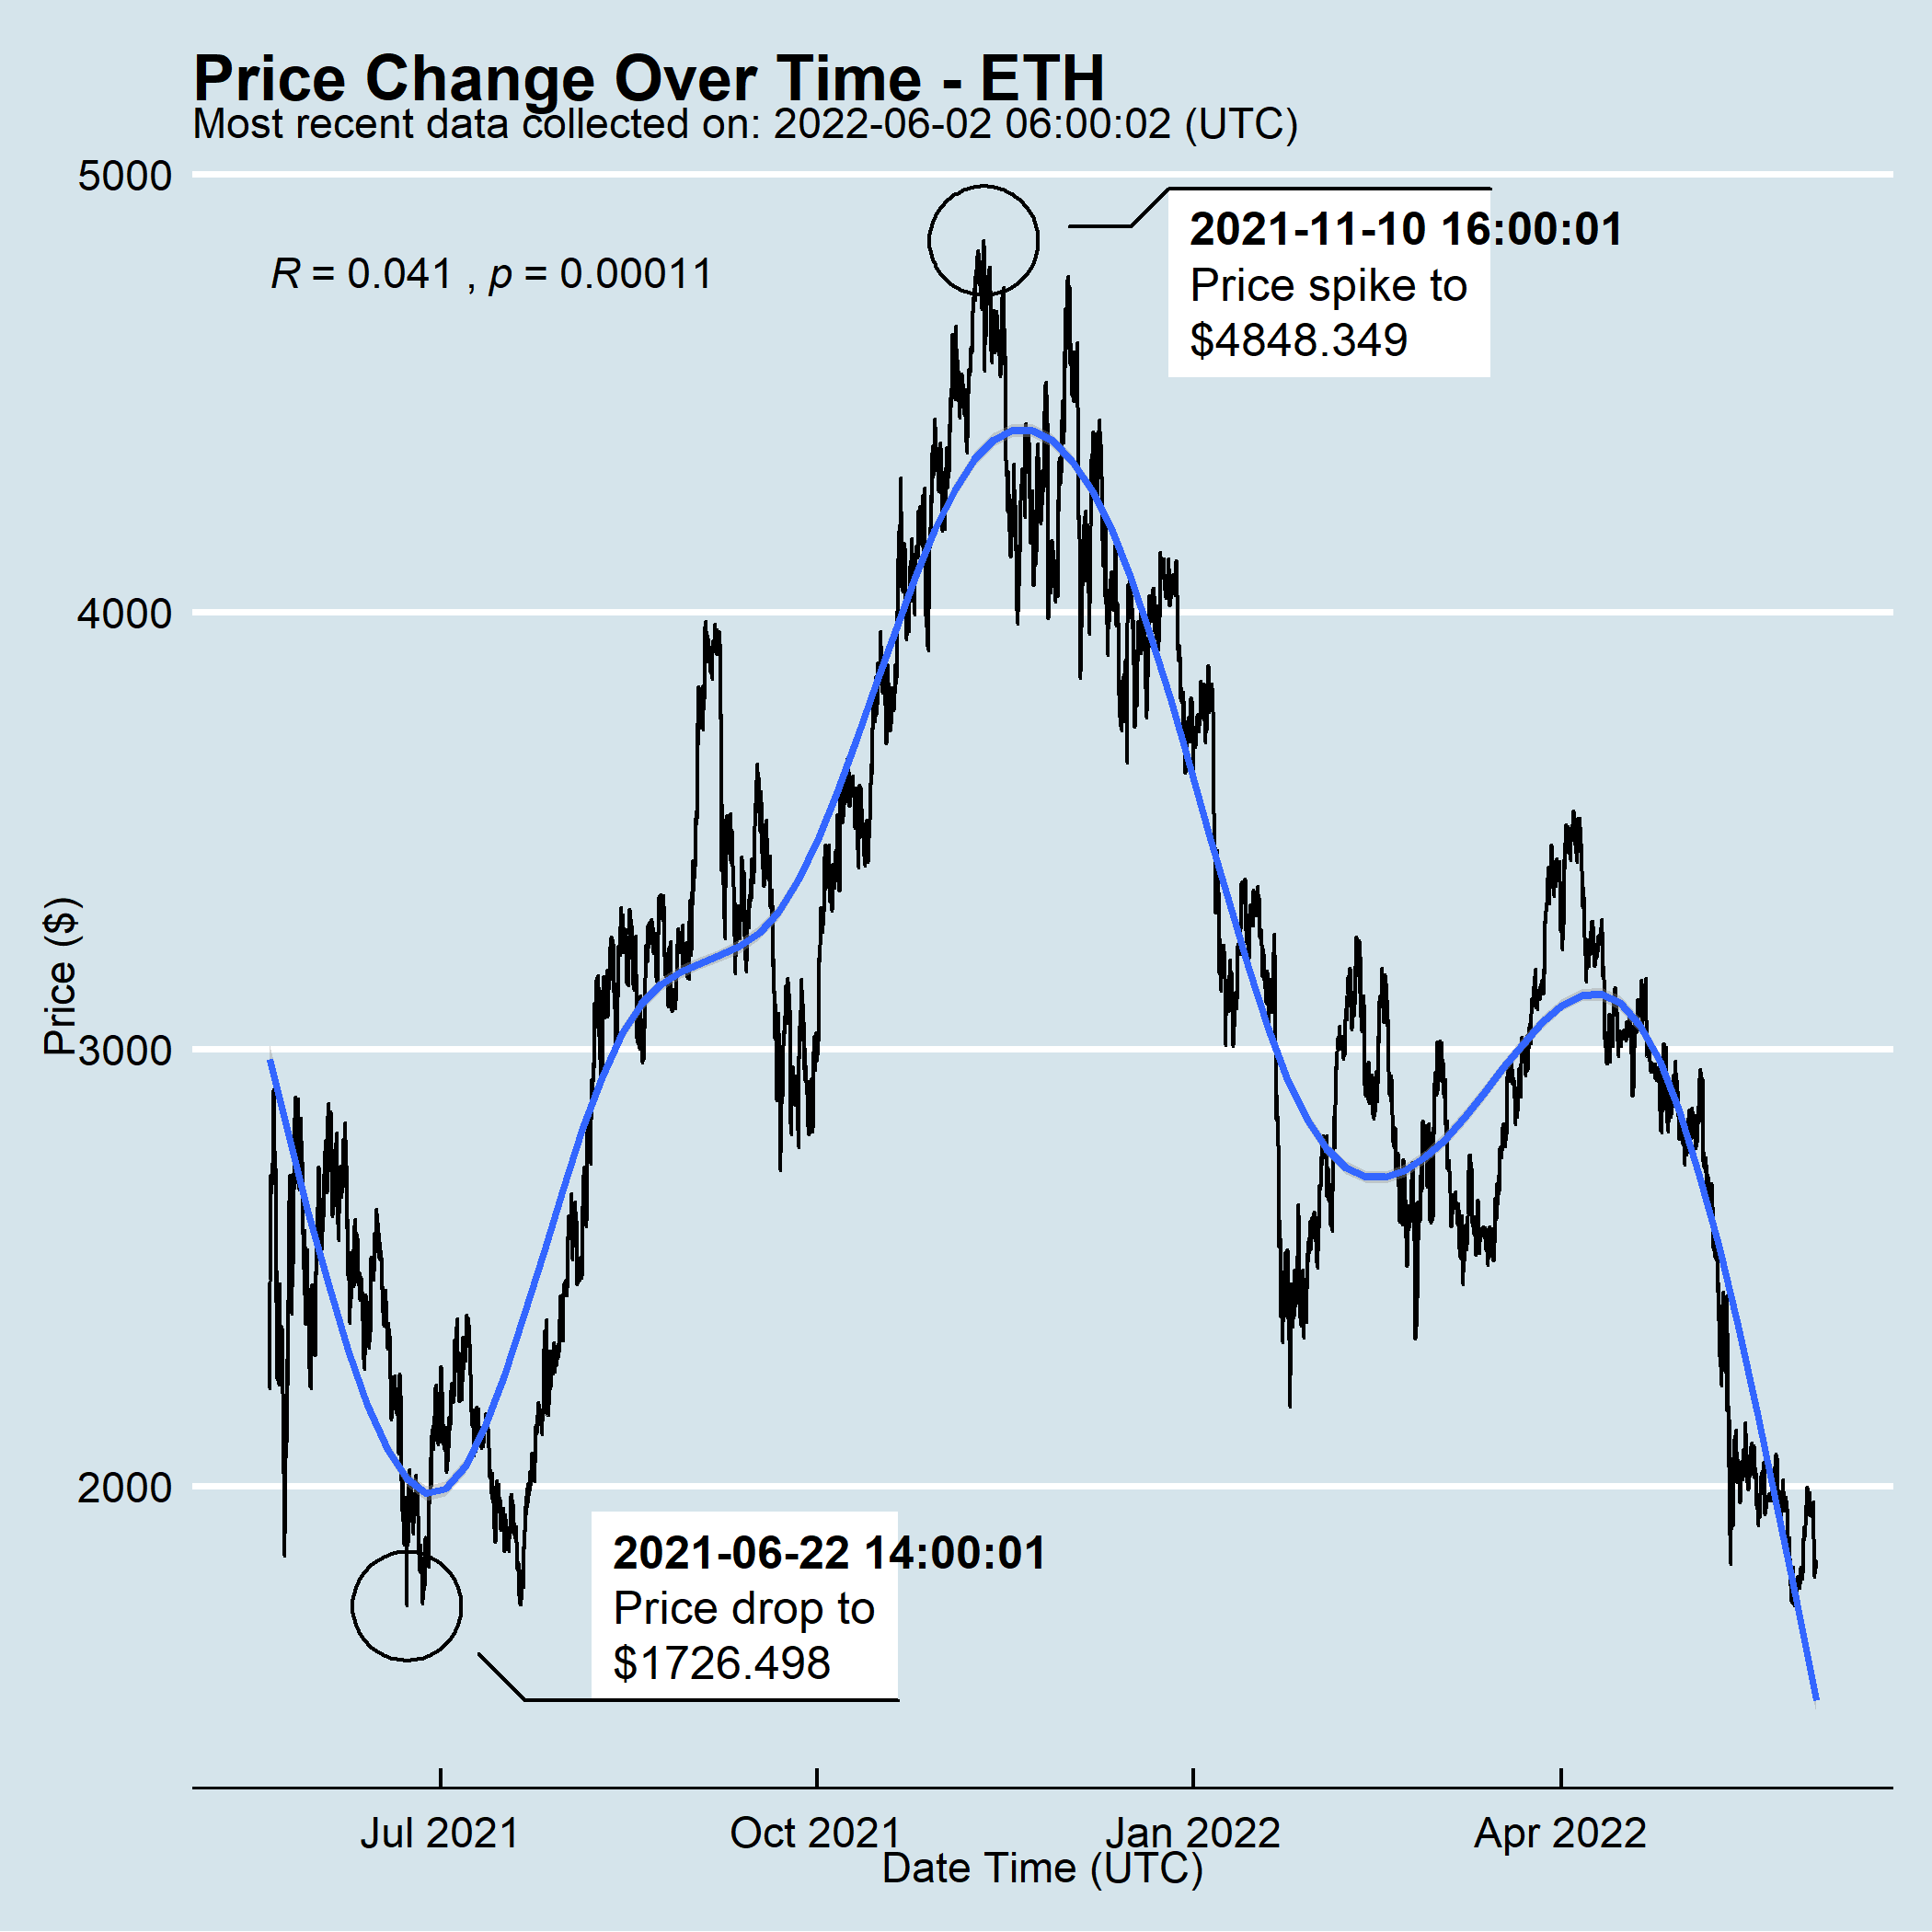 Price Change Over Time - ETH
Most recent data collected on: 2022-06-02 06:00:02 (UTC)
5000
2021-11-10 16:00:01
Price spike to
$4848.349
R = 0.041 , p = 0.00011
4000
Price ($)
3000
2000
2021-06-22 14:00:01
Price drop to
$1726.498
Jul 2021 Oct 2021 Jan 2022 Apr 2022
Date Time (UTC)